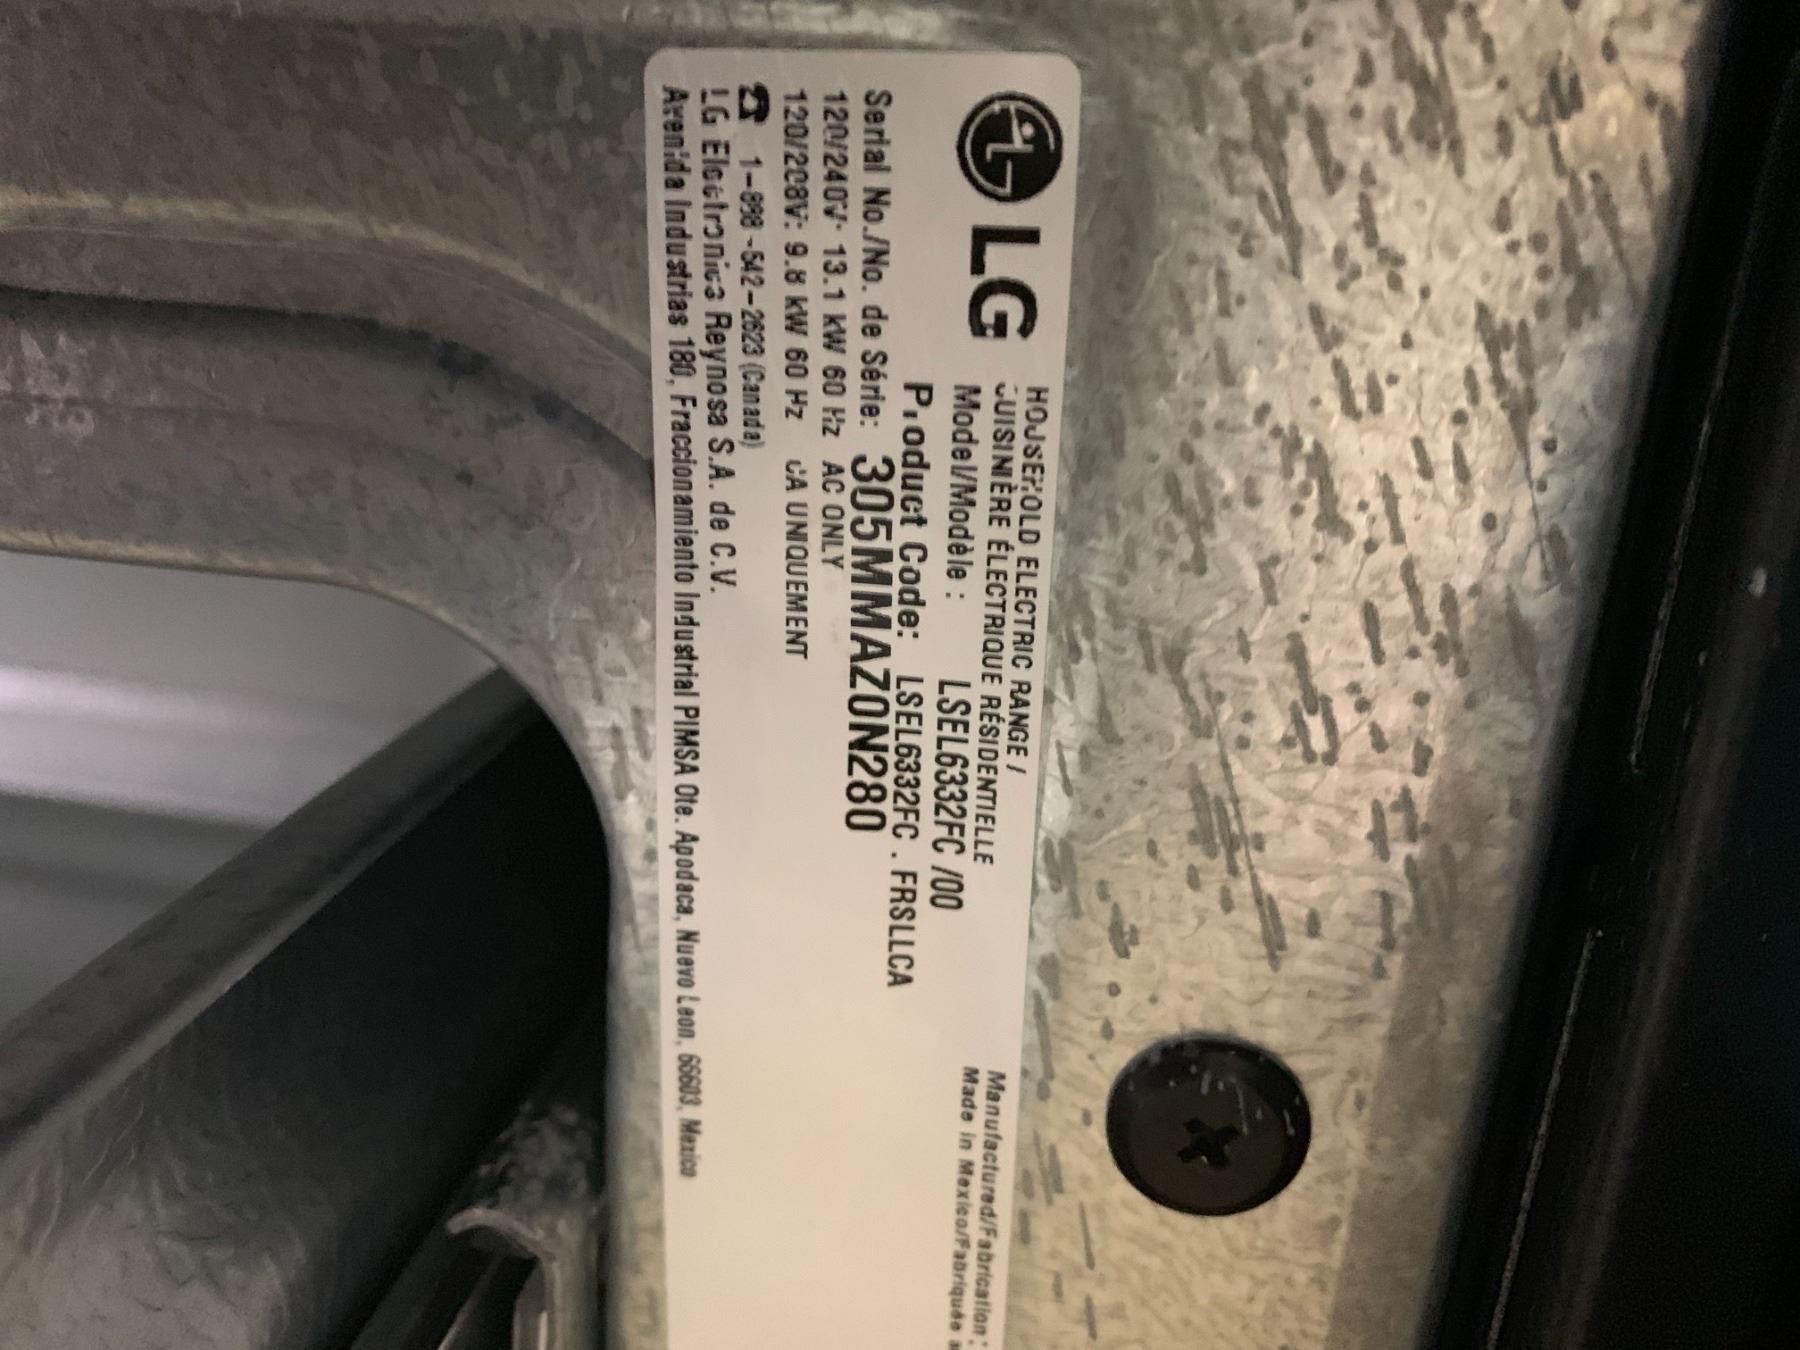 LG
HOUSEHOLD ELECTRIC RANGE /
CUISINIÈRE ÉLECTRIQUE RÉSIDENTIELLE
Model/Modèle : LSEL6332FC /00
Product Code: LSEL6332FC . FRSLLCA
Serial No./No. de Série: 305MMAZ0N280
120/240V: 13.1 kW 60 Hz AC ONLY
120/208V: 9.8 kW 60 Hz CA UNIQUEMENT
☎ 1-888-542-2623 (Canada)
LG Electronics Reynosa S.A. de C.V.
Avenida Industrias 180, Fraccionamiento Industrial PIMSA Ote. Apodaca, Nuevo Leon, 66603, Mexico
Manufactured/Fabrication:
Made in Mexico/Fabriquée